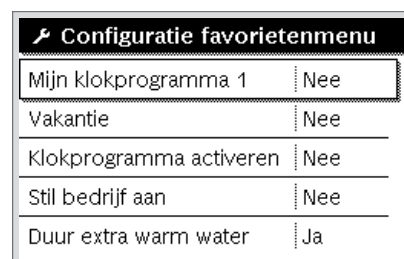 Configuratie favorietenmenu
Mijn klokprogramma 1 Nee
Vakantie Nee
Klokprogramma activeren Nee
Stil bedrijf aan Nee
Duur extra warm water Ja